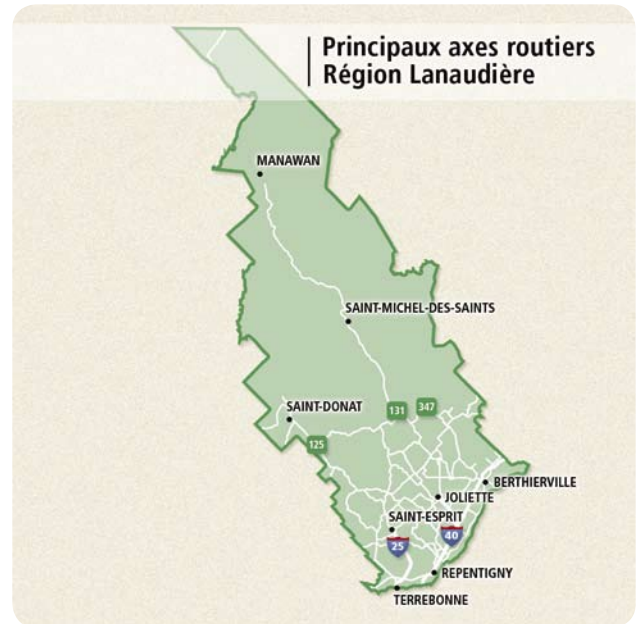 Principaux axes routiers
Région Lanaudière
MANAWAN
SAINT-MICHEL-DES-SAINTS
SAINT-DONAT
131
347
125
BERTHIERVILLE
JOLIETTE
SAINT-ESPRIT
40
25
REPENTIGNY
TERREBONNE